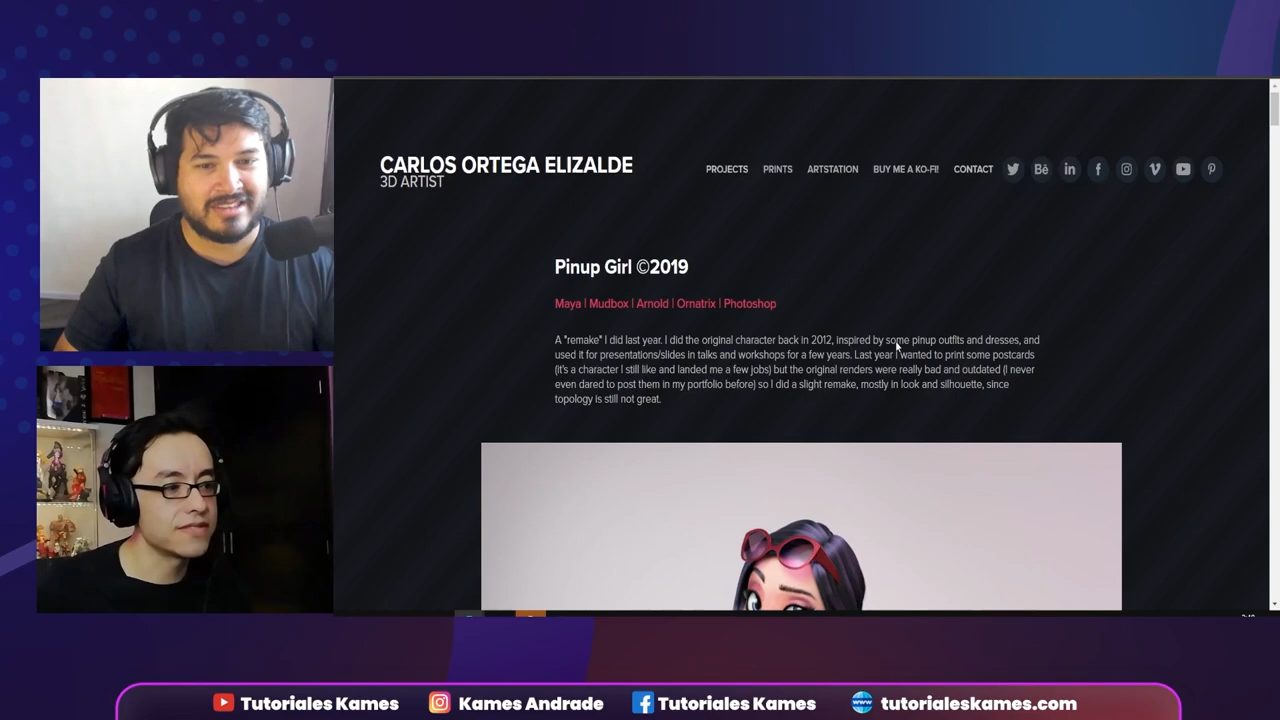 CARLOS ORTEGA ELIZALDE
3D ARTIST
PROJECTS PRINTS ARTSTATION BUY ME A KO-FI! CONTACT
Pinup Girl ©2019
Maya | Mudbox | Arnold | Ornatrix | Photoshop
A "remake" I did last year. I did the original character back in 2012, inspired by some pinup outfits and dresses, and
used it for presentations/slides in talks and workshops for a few years. Last year I wanted to print some postcards
(it's a character I still like and landed me a few jobs) but the original renders were really bad and outdated (I never
even dared to post them in my portfolio before) so I did a slight remake, mostly in look and silhouette, since
topology is still not great.
Tutoriales Kames Kames Andrade Tutoriales Kames tutorialeskames.com